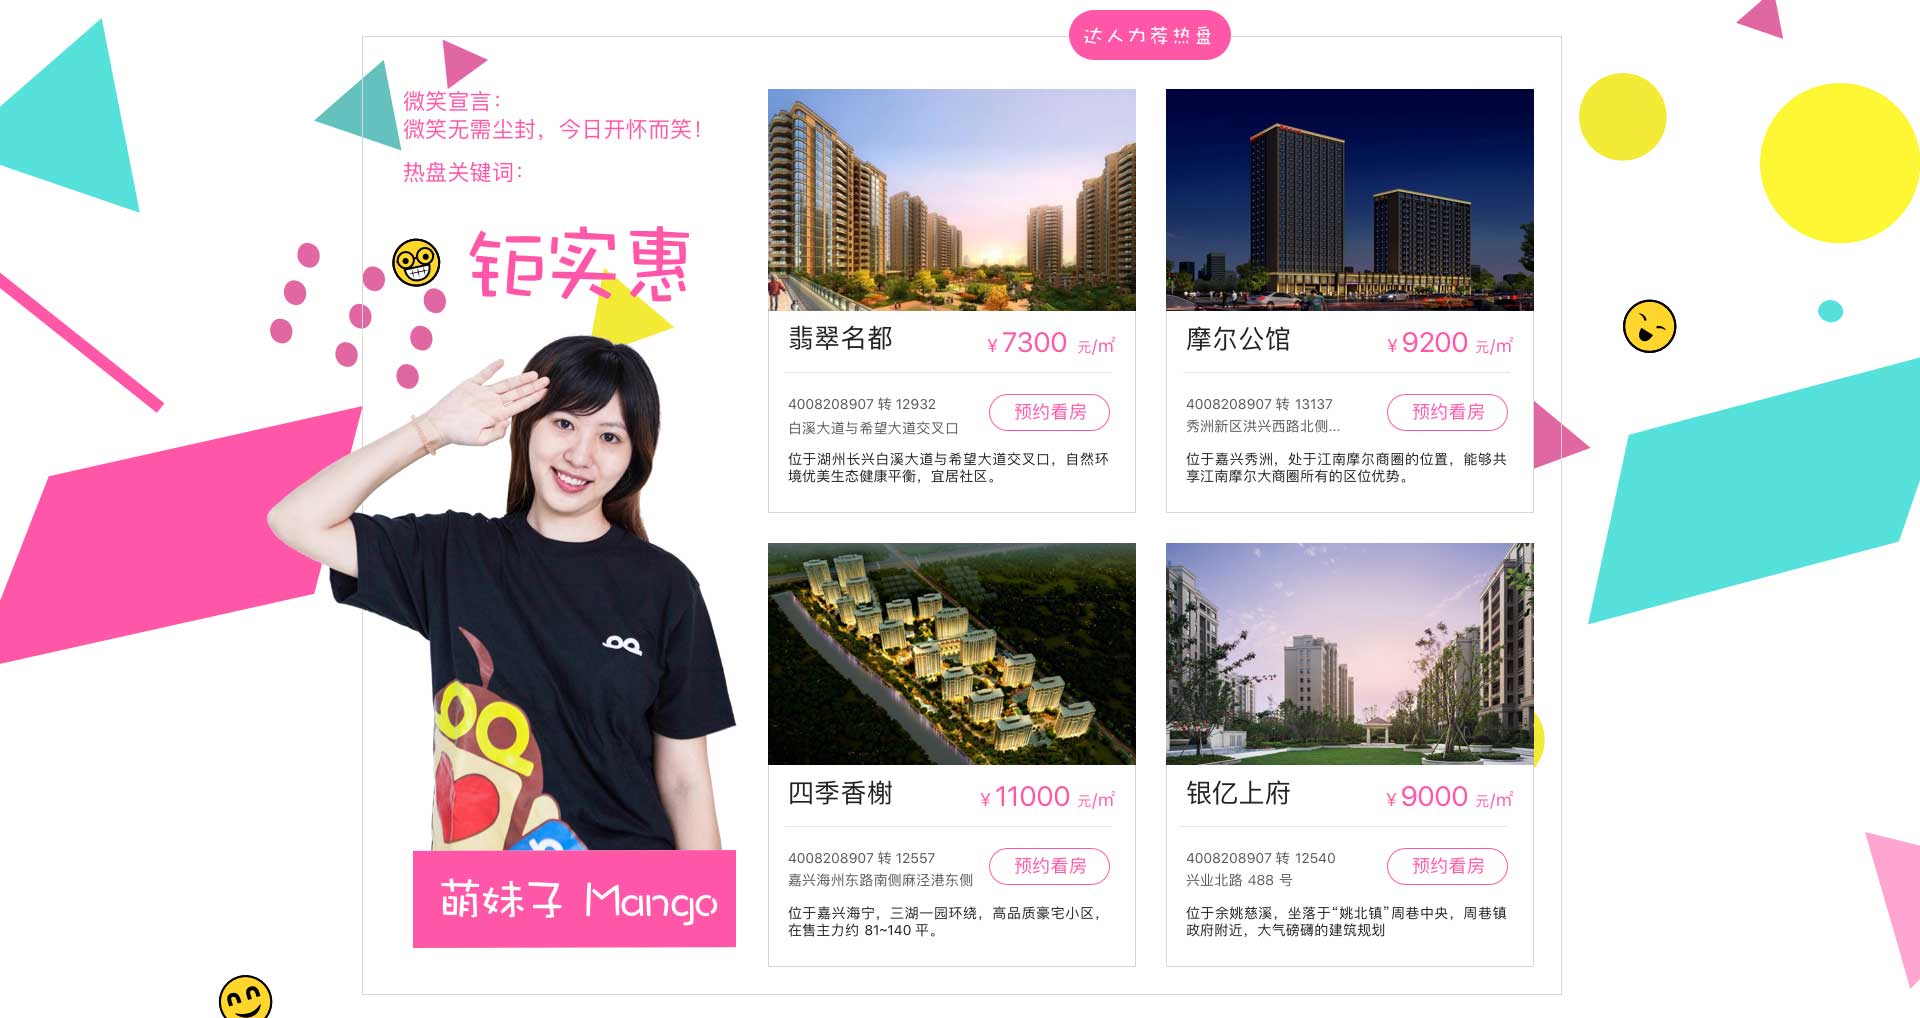 达人力荐热盘
微笑宣言：
微笑无需尘封，今日开怀而笑！
热盘关键词：
钜实惠
萌妹子 Mango
翡翠名都
￥7300 元/㎡
4008208907 转 12932
白溪大道与希望大道交叉口
预约看房
位于湖州长兴白溪大道与希望大道交叉口，自然环
境优美生态健康平衡，宜居社区。
摩尔公馆
￥9200 元/㎡
4008208907 转 13137
秀洲新区洪兴西路北侧...
预约看房
位于嘉兴秀洲，处于江南摩尔商圈的位置，能够共
享江南摩尔大商圈所有的区位优势。
四季香榭
￥11000 元/㎡
4008208907 转 12557
嘉兴海州东路南侧麻泾港东侧
预约看房
位于嘉兴海宁，三湖一园环绕，高品质豪宅小区，
在售主力约 81~140 平。
银亿上府
￥9000 元/㎡
4008208907 转 12540
兴业北路 488 号
预约看房
位于余姚慈溪，坐落于“姚北镇”周巷中央，周巷镇
政府附近，大气磅礴的建筑规划